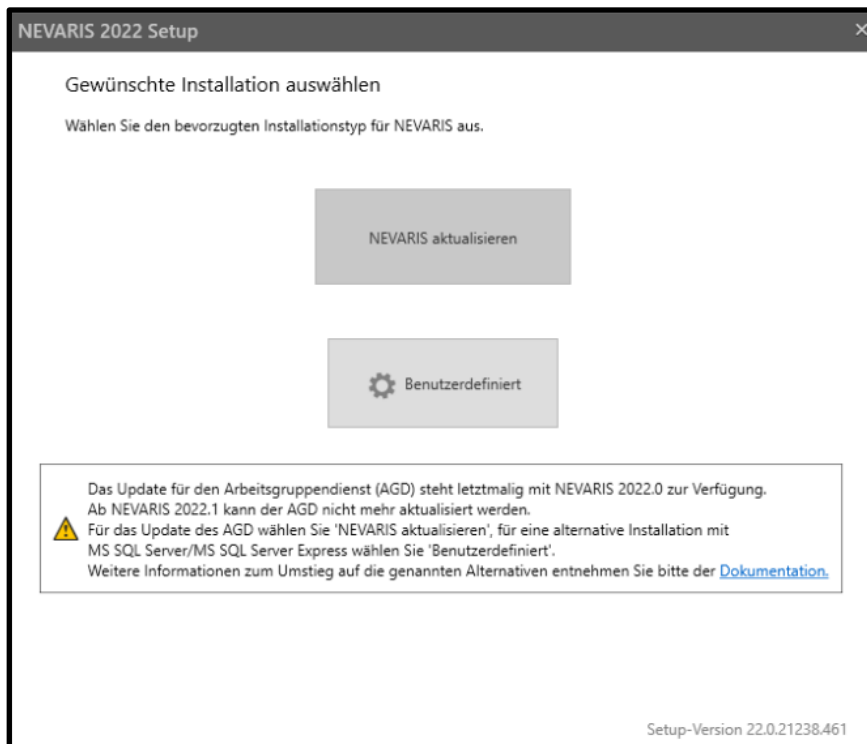 NEVARIS 2022 Setup
Gewünschte Installation auswählen
Wählen Sie den bevorzugten Installationstyp für NEVARIS aus.
NEVARIS aktualisieren
Benutzerdefiniert
Das Update für den Arbeitsgruppendienst (AGD) steht letztmalig mit NEVARIS 2022.0 zur Verfügung.
Ab NEVARIS 2022.1 kann der AGD nicht mehr aktualisiert werden.
Für das Update des AGD wählen Sie 'NEVARIS aktualisieren', für eine alternative Installation mit
MS SQL Server/MS SQL Server Express wählen Sie 'Benutzerdefiniert'.
Weitere Informationen zum Umstieg auf die genannten Alternativen entnehmen Sie bitte der Dokumentation.
Setup-Version 22.0.21238.461